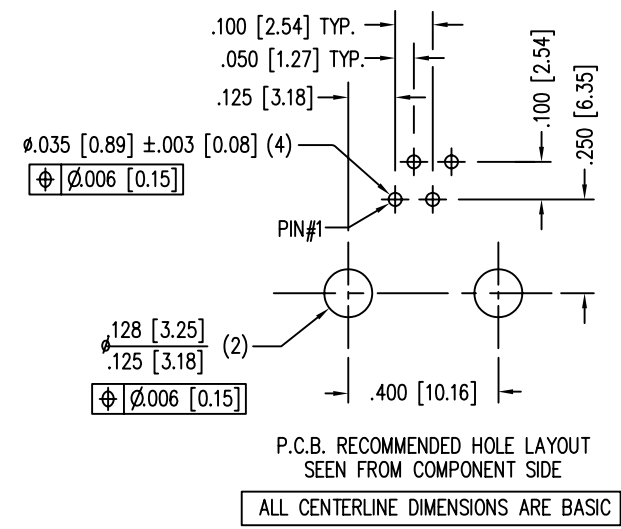 .100 [2.54] TYP.
.050 [1.27] TYP.
.125 [3.18]
.100 [2.54]
.250 [6.35]
ø.035 [0.89] ±.003 [0.08] (4)
⌖ Ø.006 [0.15]
PIN#1
ø.128 [3.25]
.125 [3.18] (2)
⌖ Ø.006 [0.15]
.400 [10.16]
P.C.B. RECOMMENDED HOLE LAYOUT
SEEN FROM COMPONENT SIDE
ALL CENTERLINE DIMENSIONS ARE BASIC